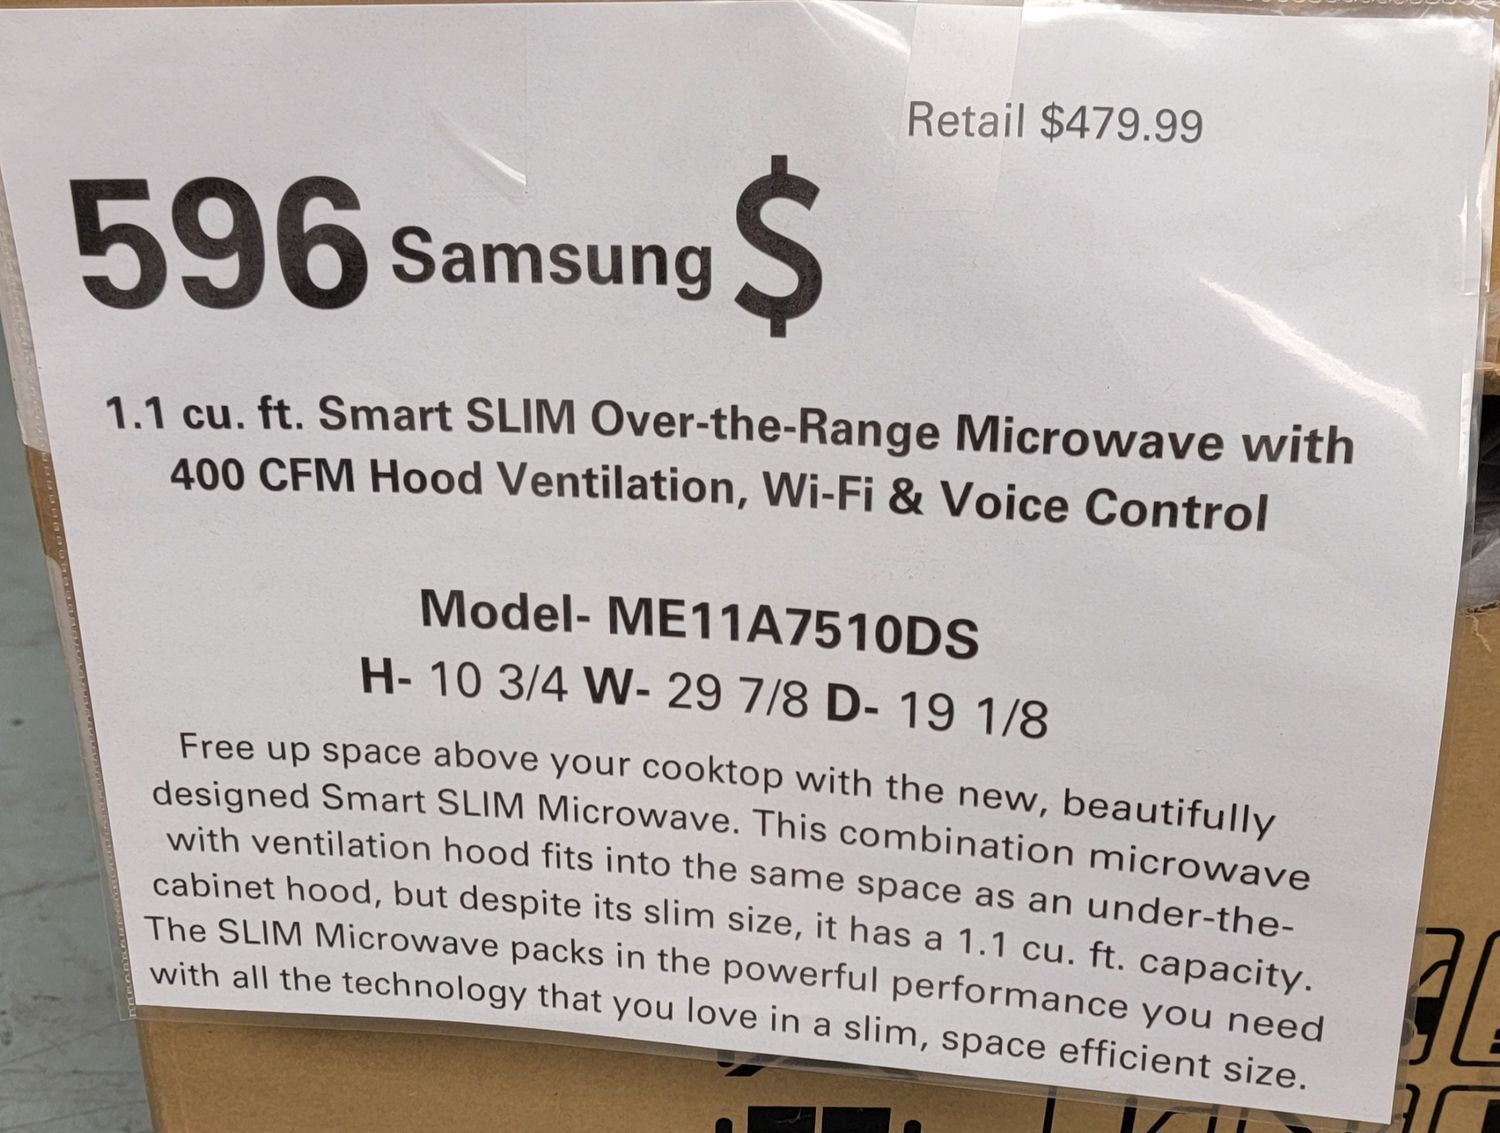 Retail $479.99
596 Samsung $
1.1 cu. ft. Smart SLIM Over-the-Range Microwave with
400 CFM Hood Ventilation, Wi-Fi & Voice Control
Model- ME11A7510DS
H- 10 3/4 W- 29 7/8 D- 19 1/8
Free up space above your cooktop with the new, beautifully
designed Smart SLIM Microwave. This combination microwave
with ventilation hood fits into the same space as an under-the-
cabinet hood, but despite its slim size, it has a 1.1 cu. ft. capacity.
The SLIM Microwave packs in the powerful performance you need
with all the technology that you love in a slim, space efficient size.